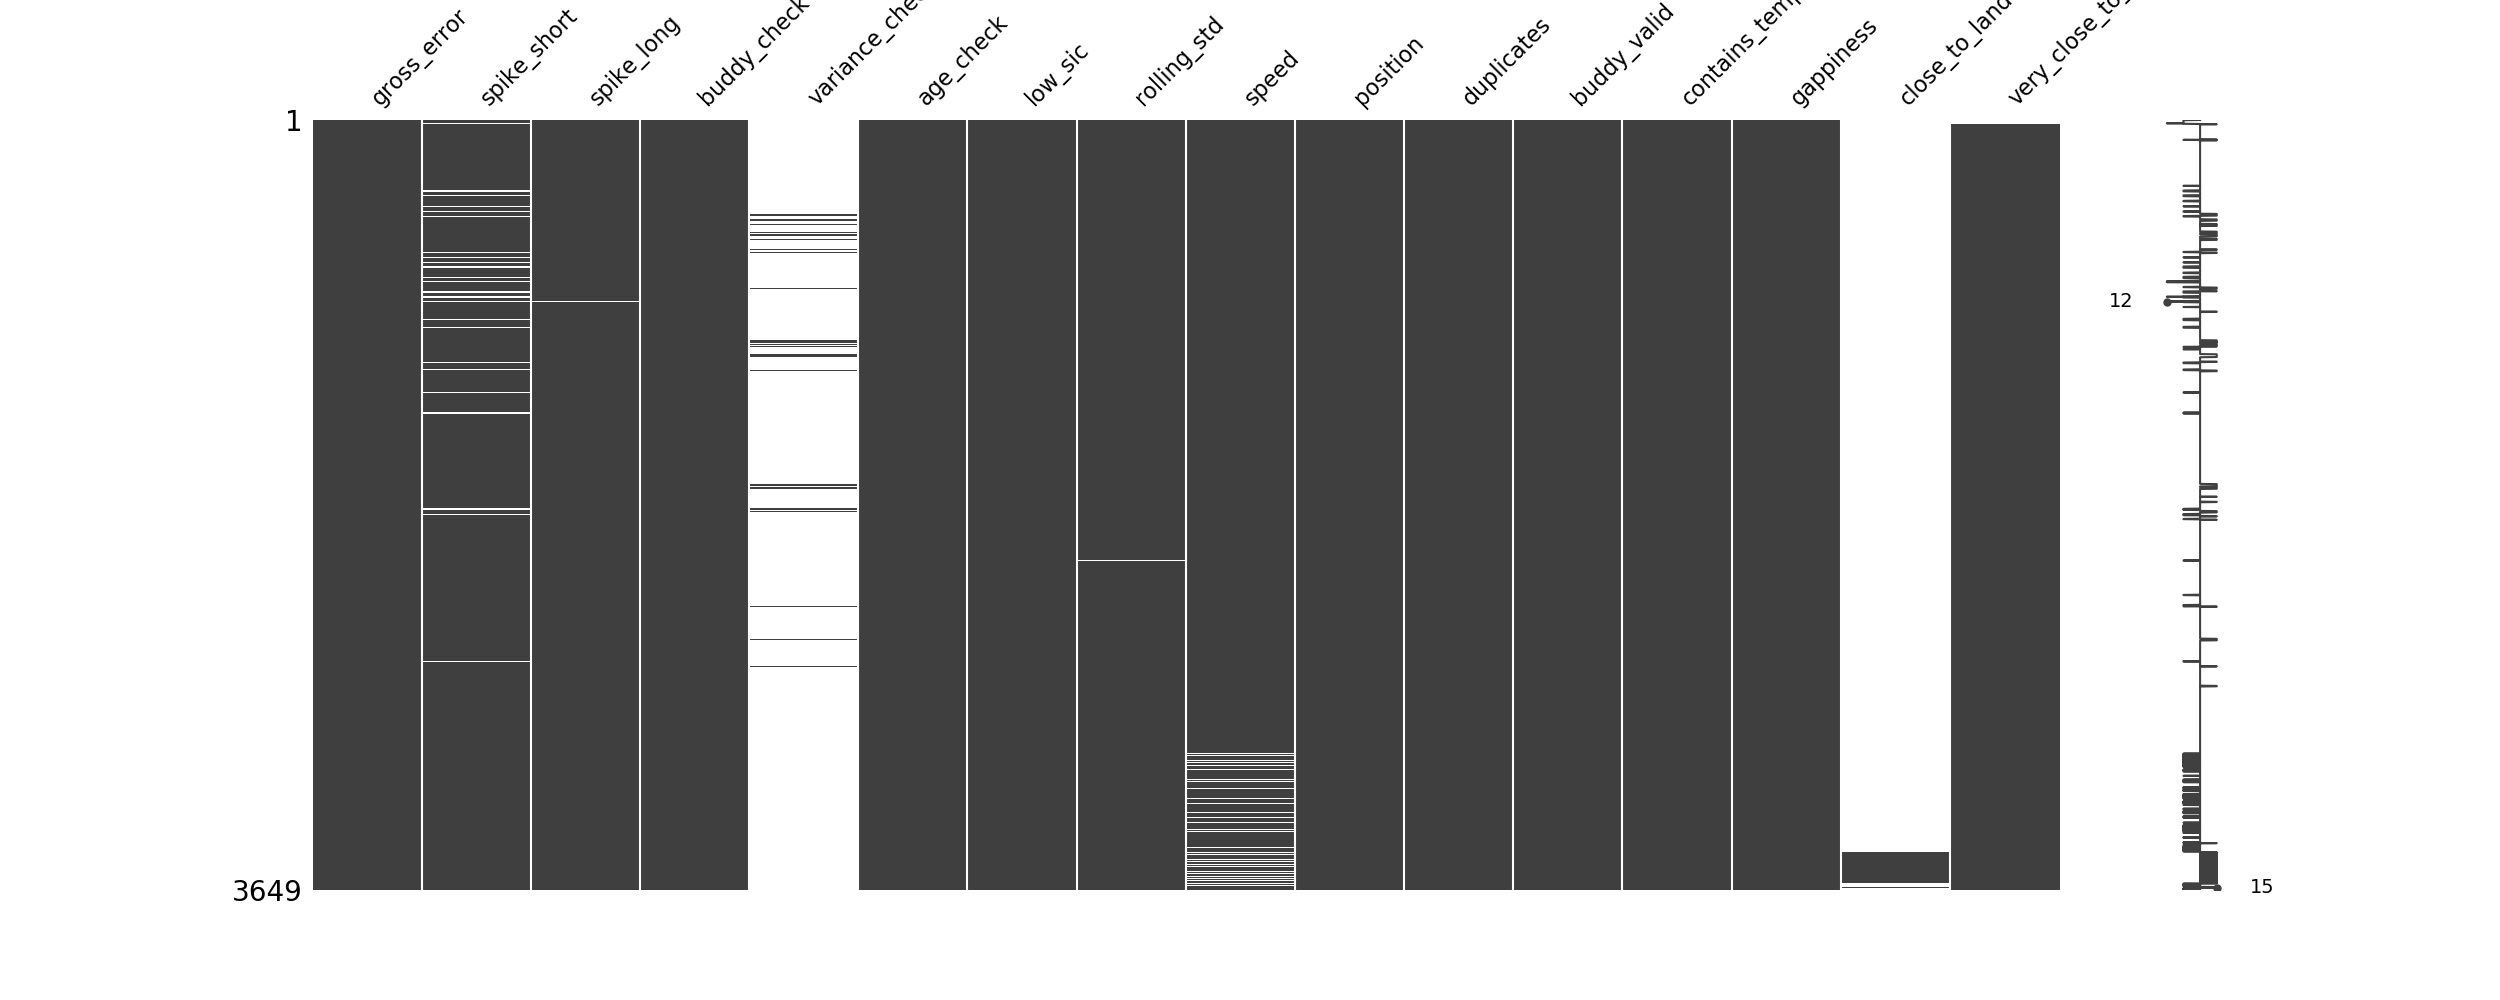 gross_error
spike_short
spike_long
buddy_check
age_check
low_sic
rolling_std
speed
position
duplicates
buddy_valid
gappiness
close_to_land
1
12
3649
15